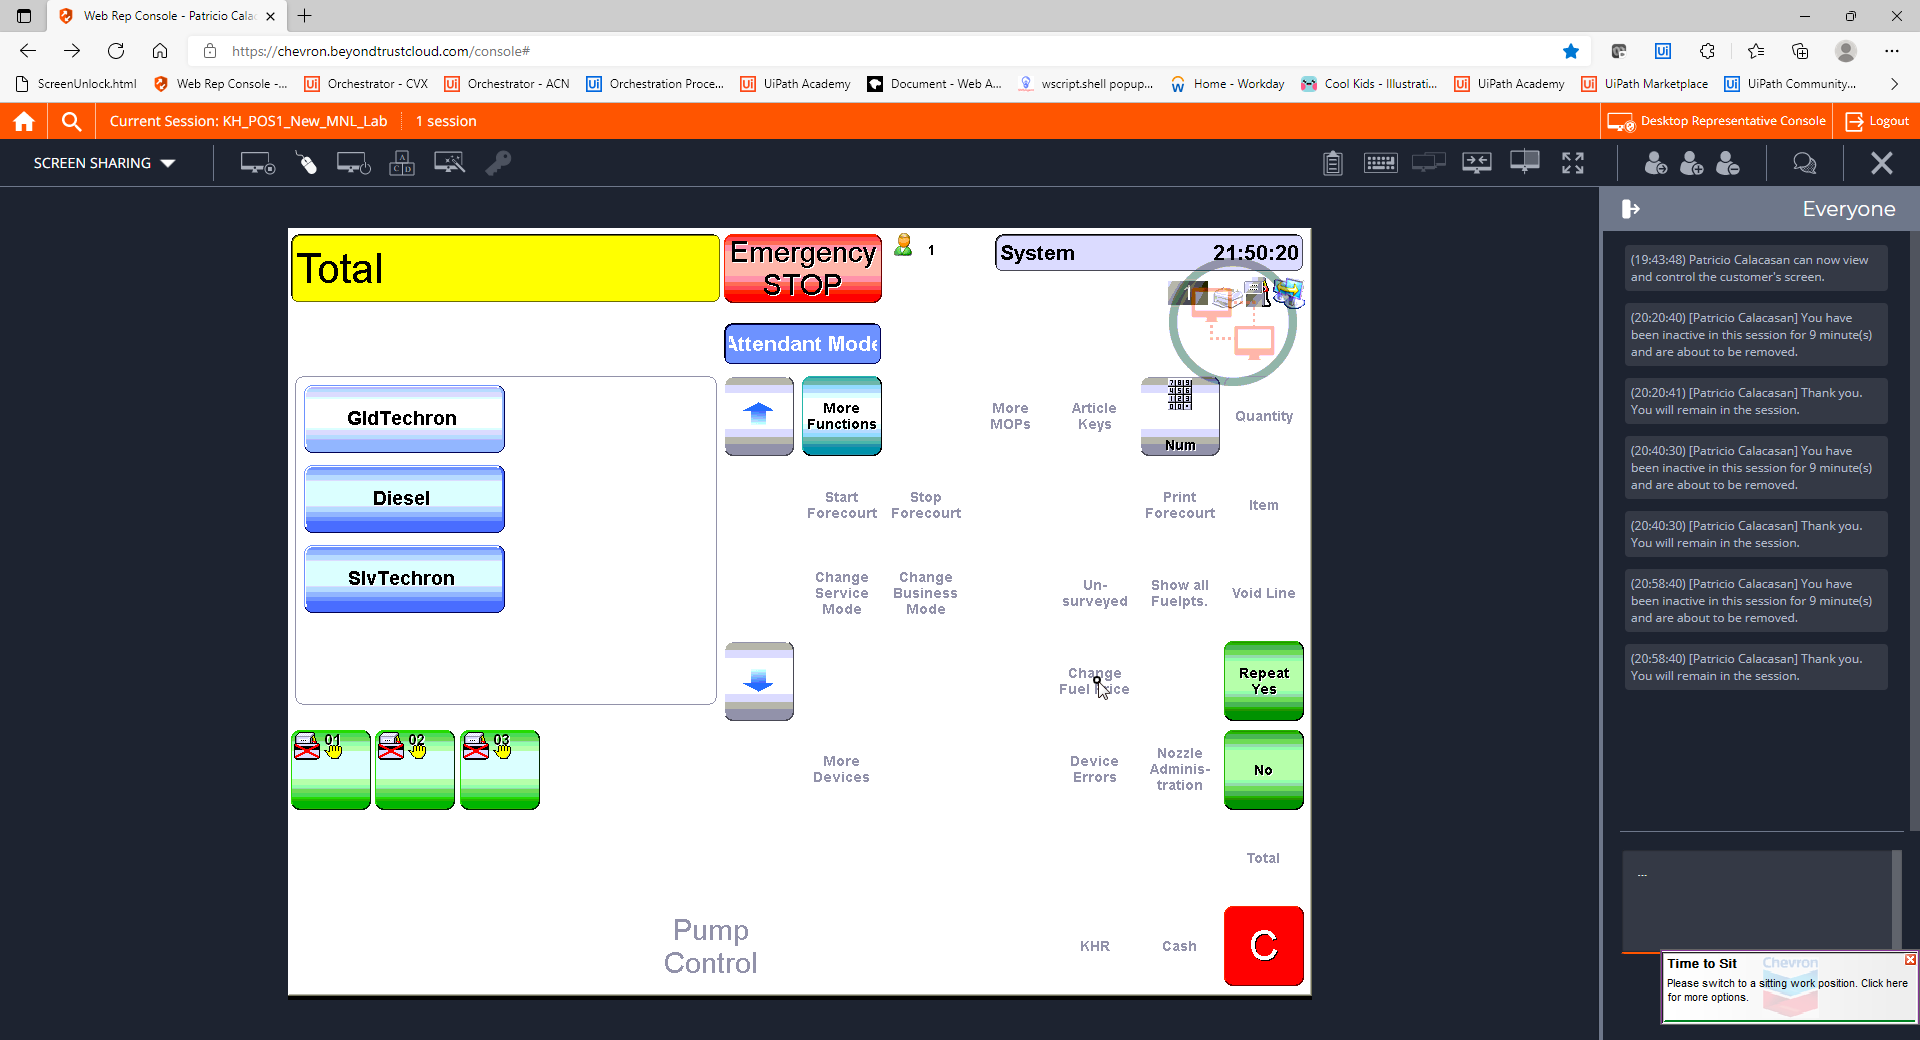 Web Rep Console - Patricio Cala
https://chevron.beyondtrustcloud.com/console#
ScreenUnlock.html
Web Rep Console -...
Orchestrator - CVX
Orchestrator - ACN
Orchestration Proce...
UiPath Academy
Document - Web A...
wscript.shell popup...
Home - Workday
Cool Kids - Illustrati...
UiPath Academy
UiPath Marketplace
UiPath Community...
Current Session: KH_POS1_New_MNL_Lab
1 session
Desktop Representative Console
Logout
SCREEN SHARING
Everyone
Total
Emergency
STOP
1
System 21:50:20
1
Attendant Mode
GldTechron
Diesel
SlvTechron
More
Functions
More
MOPs
Article
Keys
Num
Quantity
Start
Forecourt
Stop
Forecourt
Print
Forecourt
Item
Change
Service
Mode
Change
Business
Mode
Un-
surveyed
Show all
Fuelpts.
Void Line
Change
Fuel Price
Repeat
Yes
01
02
03
More
Devices
Device
Errors
Nozzle
Adminis-
tration
No
Total
Pump
Control
KHR
Cash
C
(19:43:48) Patricio Calacasan can now view
and control the customer's screen.
(20:20:40) [Patricio Calacasan] You have
been inactive in this session for 9 minute(s)
and are about to be removed.
(20:20:41) [Patricio Calacasan] Thank you.
You will remain in the session.
(20:40:30) [Patricio Calacasan] You have
been inactive in this session for 9 minute(s)
and are about to be removed.
(20:40:30) [Patricio Calacasan] Thank you.
You will remain in the session.
(20:58:40) [Patricio Calacasan] You have
been inactive in this session for 9 minute(s)
and are about to be removed.
(20:58:40) [Patricio Calacasan] Thank you.
You will remain in the session.
...
Time to Sit
Chevron
Please switch to a sitting work position. Click here
for more options.